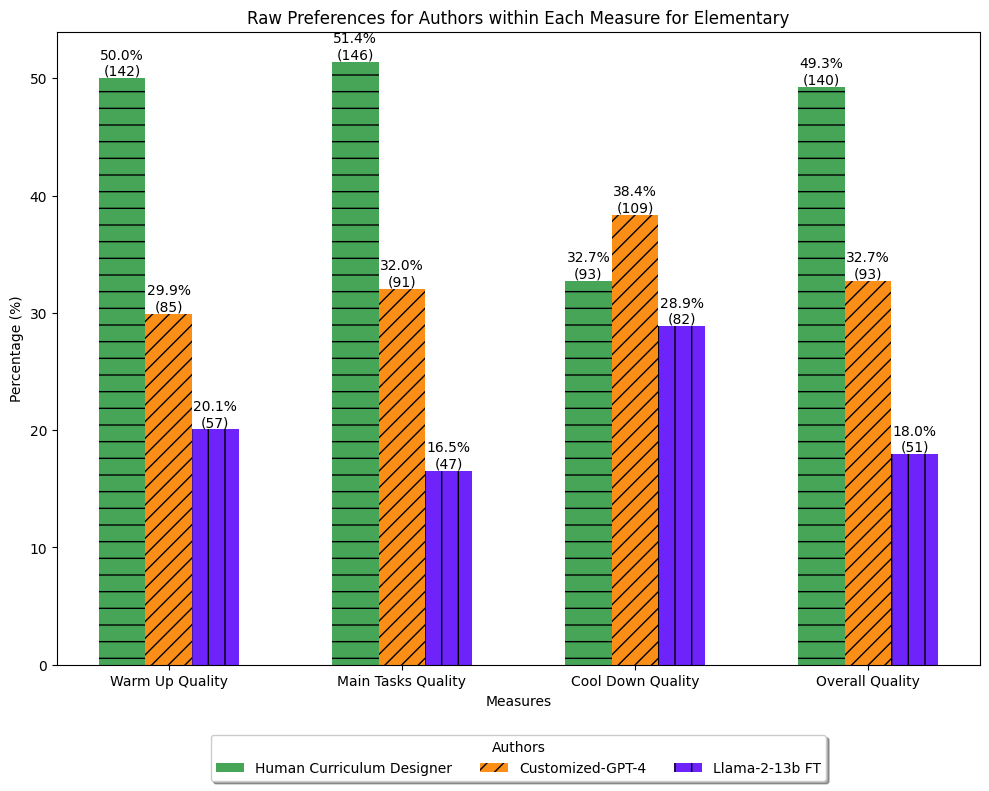 Raw Preferences for Authors within Each Measure for Elementary
Percentage (%)
50
40
30
20
10
0
50.0%
(142)
29.9%
(85)
20.1%
(57)
51.4%
(146)
32.0%
(91)
16.5%
(47)
32.7%
(93)
38.4%
(109)
28.9%
(82)
49.3%
(140)
32.7%
(93)
18.0%
(51)
Warm Up Quality
Main Tasks Quality
Cool Down Quality
Overall Quality
Measures
Authors
Human Curriculum Designer
Customized-GPT-4
Llama-2-13b FT